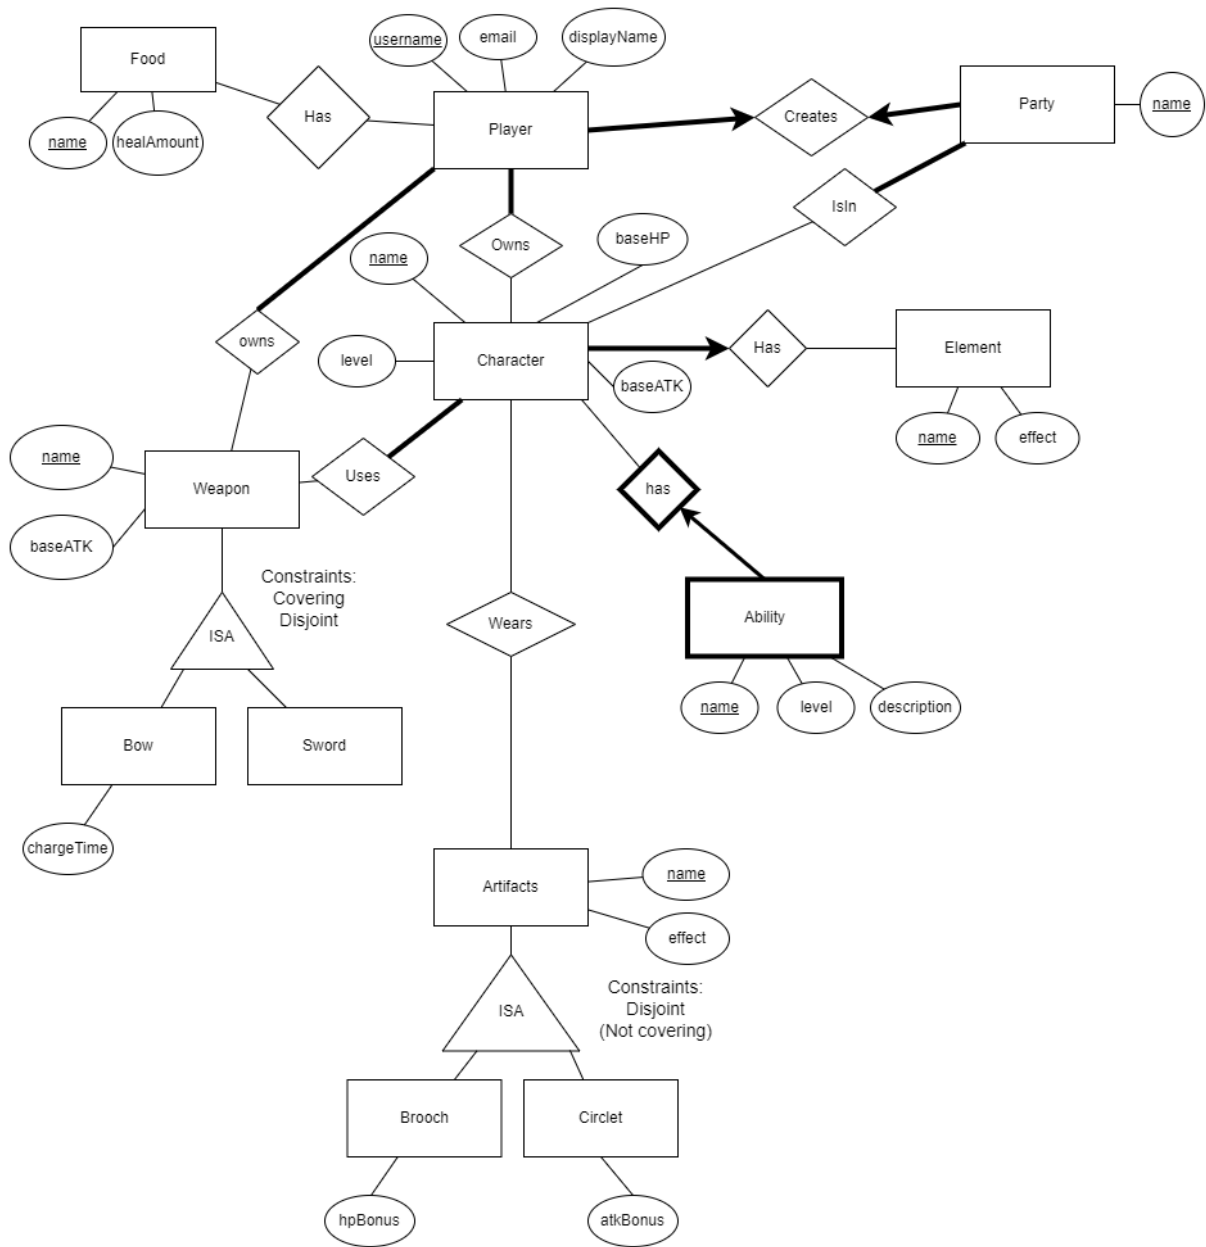 Food
username
email
displayName
Has
Player
Creates
Party
name
name
healAmount
IsIn
Owns
baseHP
name
owns
level
Character
Has
Element
baseATK
name
effect
name
Weapon
Uses
has
baseATK
Constraints:
Covering
Disjoint
ISA
Wears
Ability
name
level
description
Bow
Sword
chargeTime
Artifacts
name
effect
Constraints:
Disjoint
(Not covering)
ISA
Brooch
Circlet
hpBonus
atkBonus